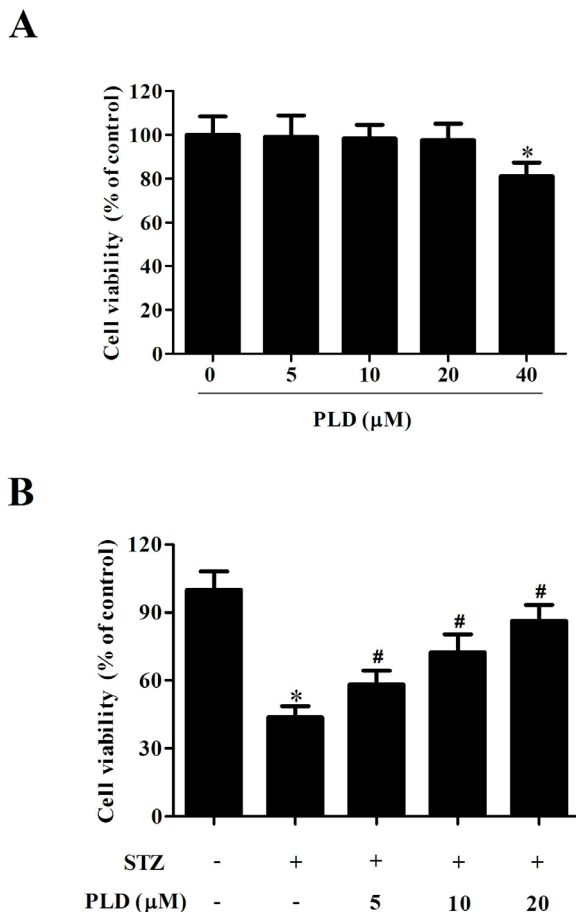 A
Cell viability (% of control)
120
100
80
60
40
20
0
*
0 5 10 20 40
PLD (μM)
B
Cell viability (% of control)
120
90
60
30
0
* # # #
STZ - + + + +
PLD (μM) - - 5 10 20